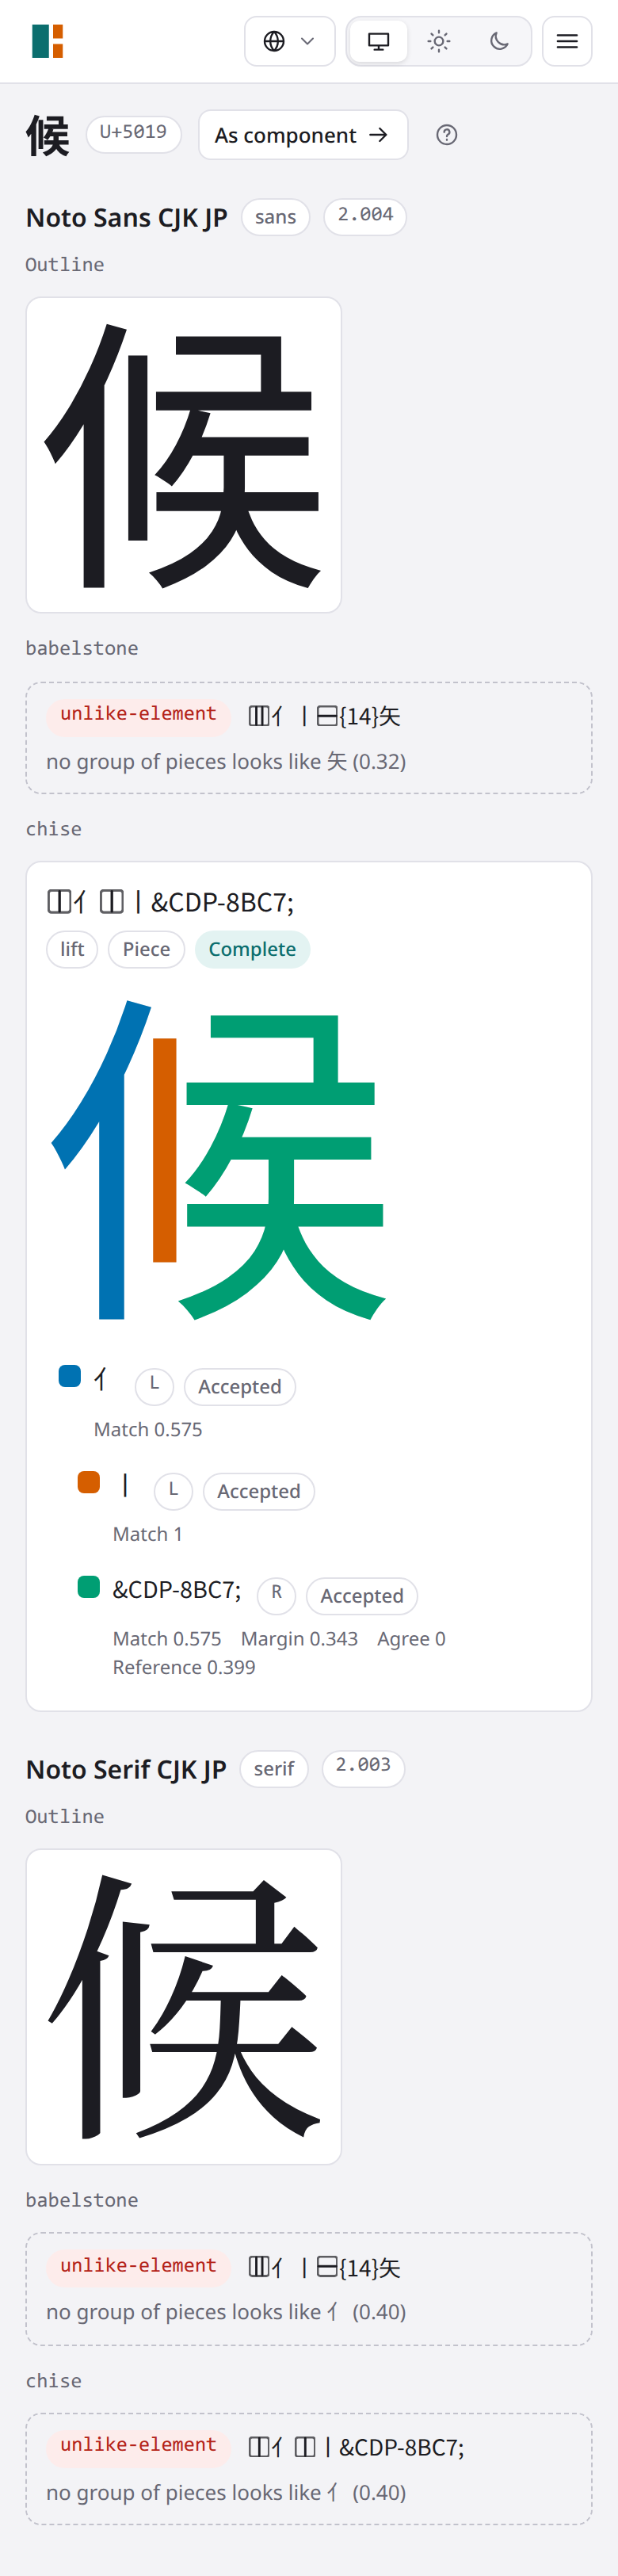 候 U+5019 As component →
Noto Sans CJK JP sans 2.004
Outline
候
babelstone
unlike-element ⿲亻丨⿱{14}矢
no group of pieces looks like 矢 (0.32)
chise
⿰亻⿰丨&CDP-8BC7;
lift Piece Complete
候
亻 L Accepted
Match 0.575
丨 L Accepted
Match 1
&CDP-8BC7; R Accepted
Match 0.575 Margin 0.343 Agree 0
Reference 0.399
Noto Serif CJK JP serif 2.003
Outline
候
babelstone
unlike-element ⿲亻丨⿱{14}矢
no group of pieces looks like 亻 (0.40)
chise
unlike-element ⿰亻⿰丨&CDP-8BC7;
no group of pieces looks like 亻 (0.40)